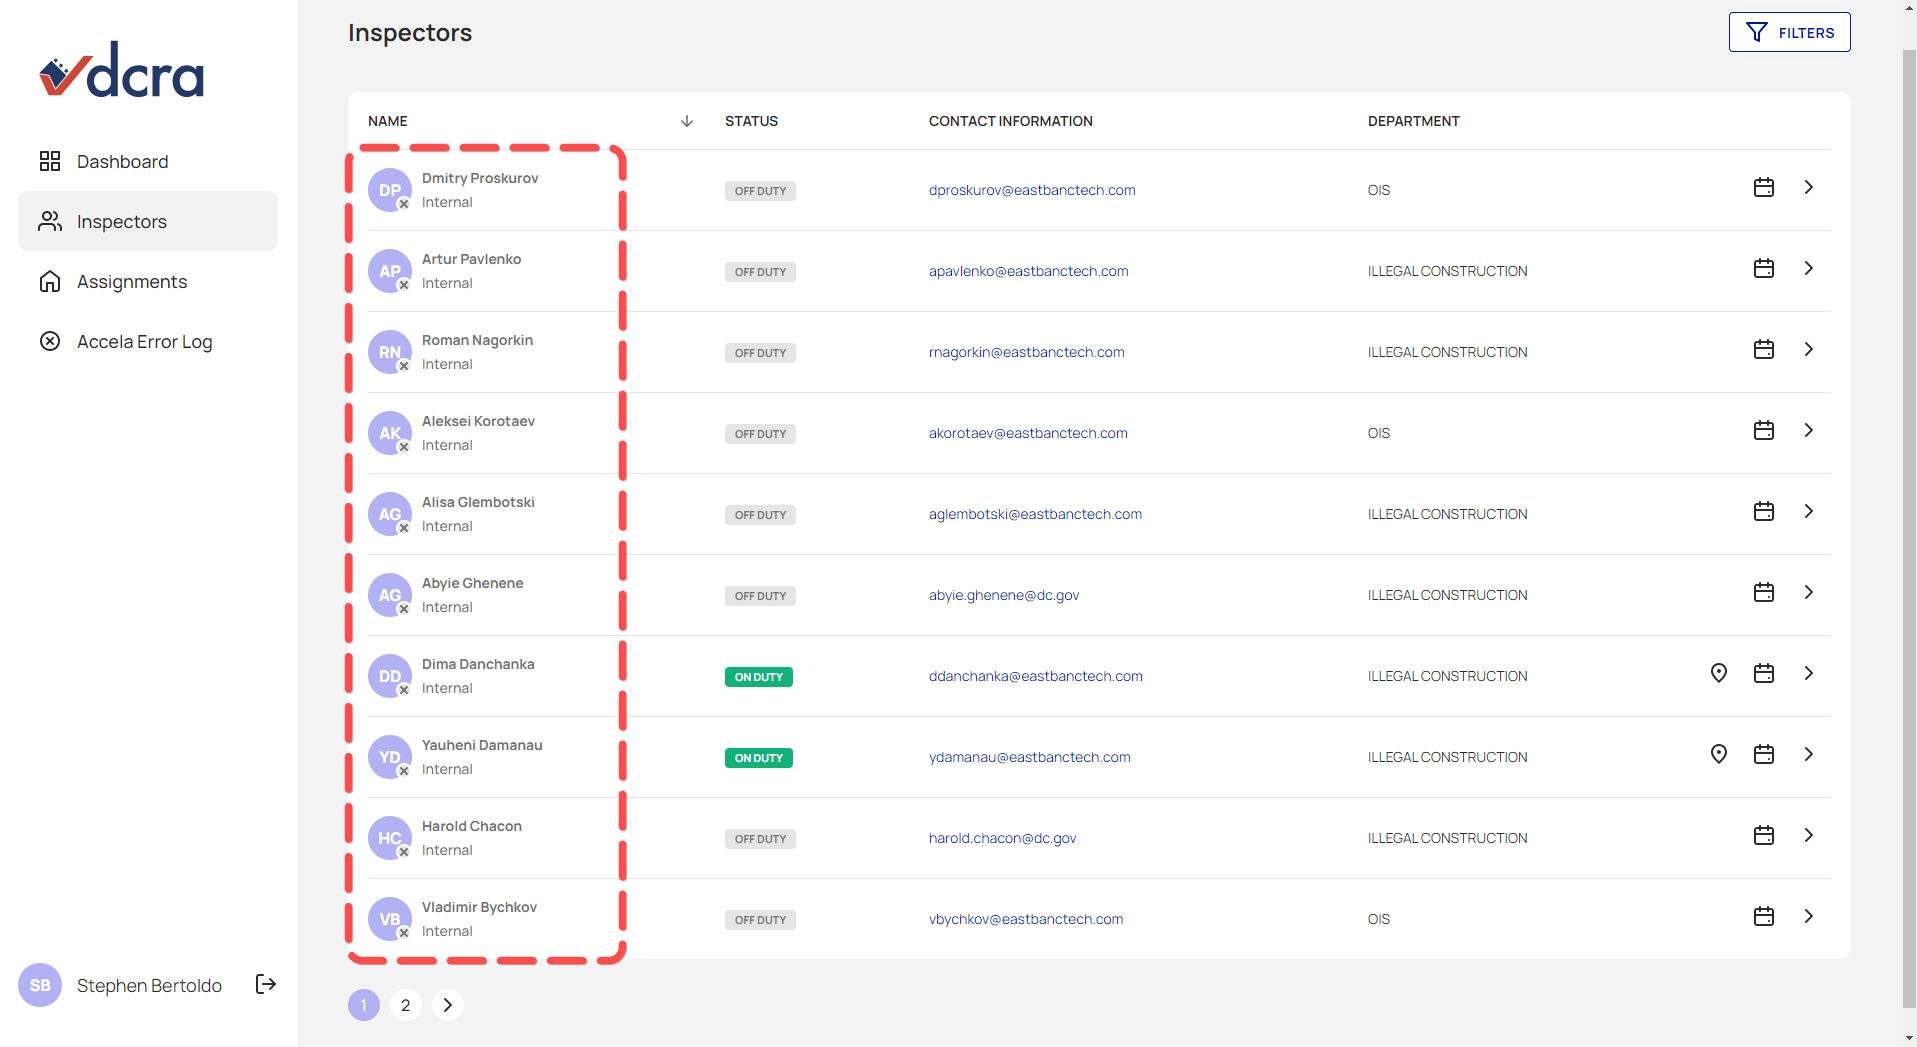 dcra
Dashboard
Inspectors
Assignments
Accela Error Log
SB Stephen Bertoldo
Inspectors
FILTERS
NAME STATUS CONTACT INFORMATION DEPARTMENT
DP Dmitry Proskurov
Internal
OFF DUTY dproskurov@eastbanctech.com OIS
AP Artur Pavlenko
Internal
OFF DUTY apavlenko@eastbanctech.com ILLEGAL CONSTRUCTION
RN Roman Nagorkin
Internal
OFF DUTY rnagorkin@eastbanctech.com ILLEGAL CONSTRUCTION
AK Aleksei Korotaev
Internal
OFF DUTY akorotaev@eastbanctech.com OIS
AG Alisa Glembotski
Internal
OFF DUTY aglembotski@eastbanctech.com ILLEGAL CONSTRUCTION
AG Abyie Ghenene
Internal
OFF DUTY abyie.ghenene@dc.gov ILLEGAL CONSTRUCTION
DD Dima Danchanka
Internal
ON DUTY ddanchanka@eastbanctech.com ILLEGAL CONSTRUCTION
YD Yauheni Damanau
Internal
ON DUTY ydamanau@eastbanctech.com ILLEGAL CONSTRUCTION
HC Harold Chacon
Internal
OFF DUTY harold.chacon@dc.gov ILLEGAL CONSTRUCTION
VB Vladimir Bychkov
Internal
OFF DUTY vbychkov@eastbanctech.com OIS
1 2